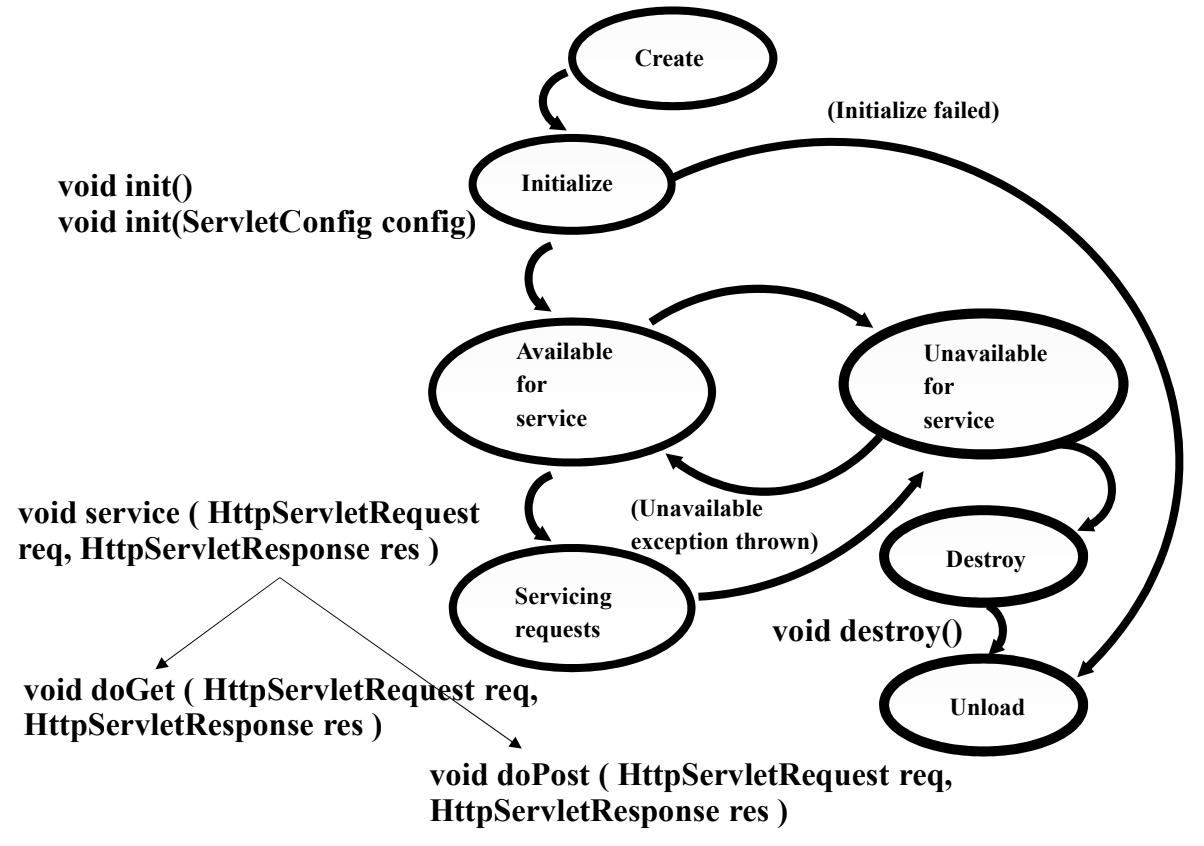 Create
(Initialize failed)
Initialize
void init()
void init(ServletConfig config)
Available
for
service
Unavailable
for
service
void service ( HttpServletRequest
req, HttpServletResponse res )
(Unavailable
exception thrown)
Servicing
requests
Destroy
void destroy()
Unload
void doGet ( HttpServletRequest req,
HttpServletResponse res )
void doPost ( HttpServletRequest req,
HttpServletResponse res )